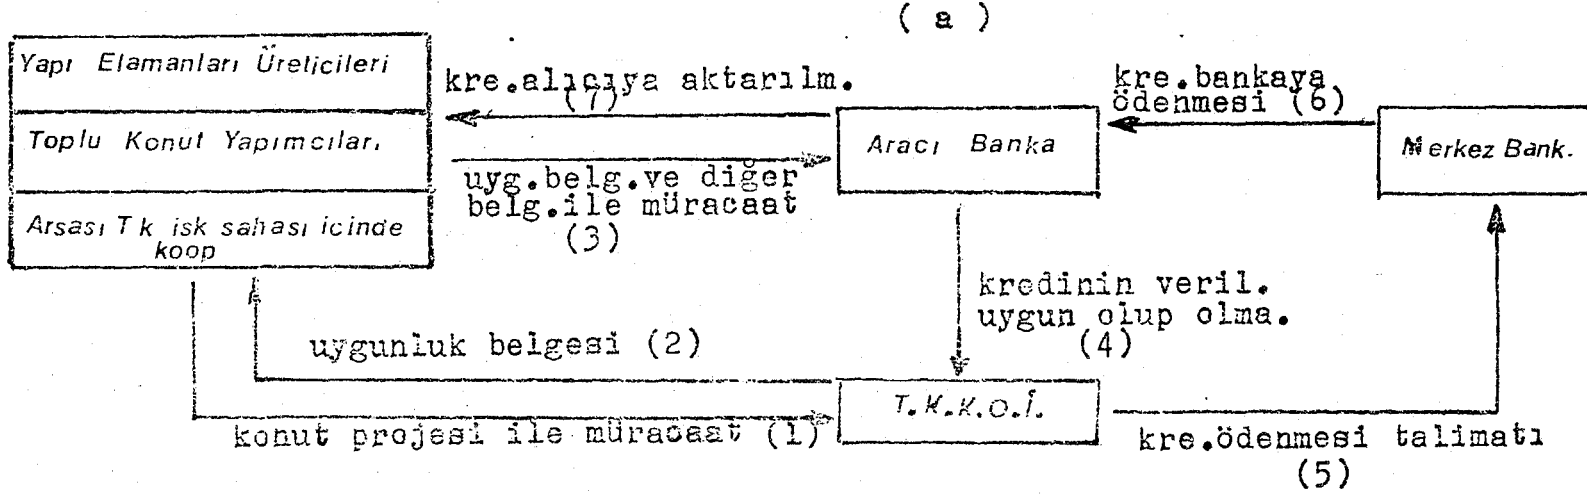 ( a )
Yapı Elamanları Üreticileri
Toplu Konut Yapımcıları
Arsası T k isk sahası icinde
koop
kre.alıcıya aktarılm.
(7)
uyg.belg.ve diğer
belg.ile müracaat
(3)
Aracı Banka
kre.bankaya
ödenmesi (6)
Merkez Bank.
kredinin veril.
uygun olup olma.
(4)
uygunluk belgesi (2)
konut projesi ile müracaat (1)
T.K.K.O.İ.
kre.ödenmesi talimatı
(5)